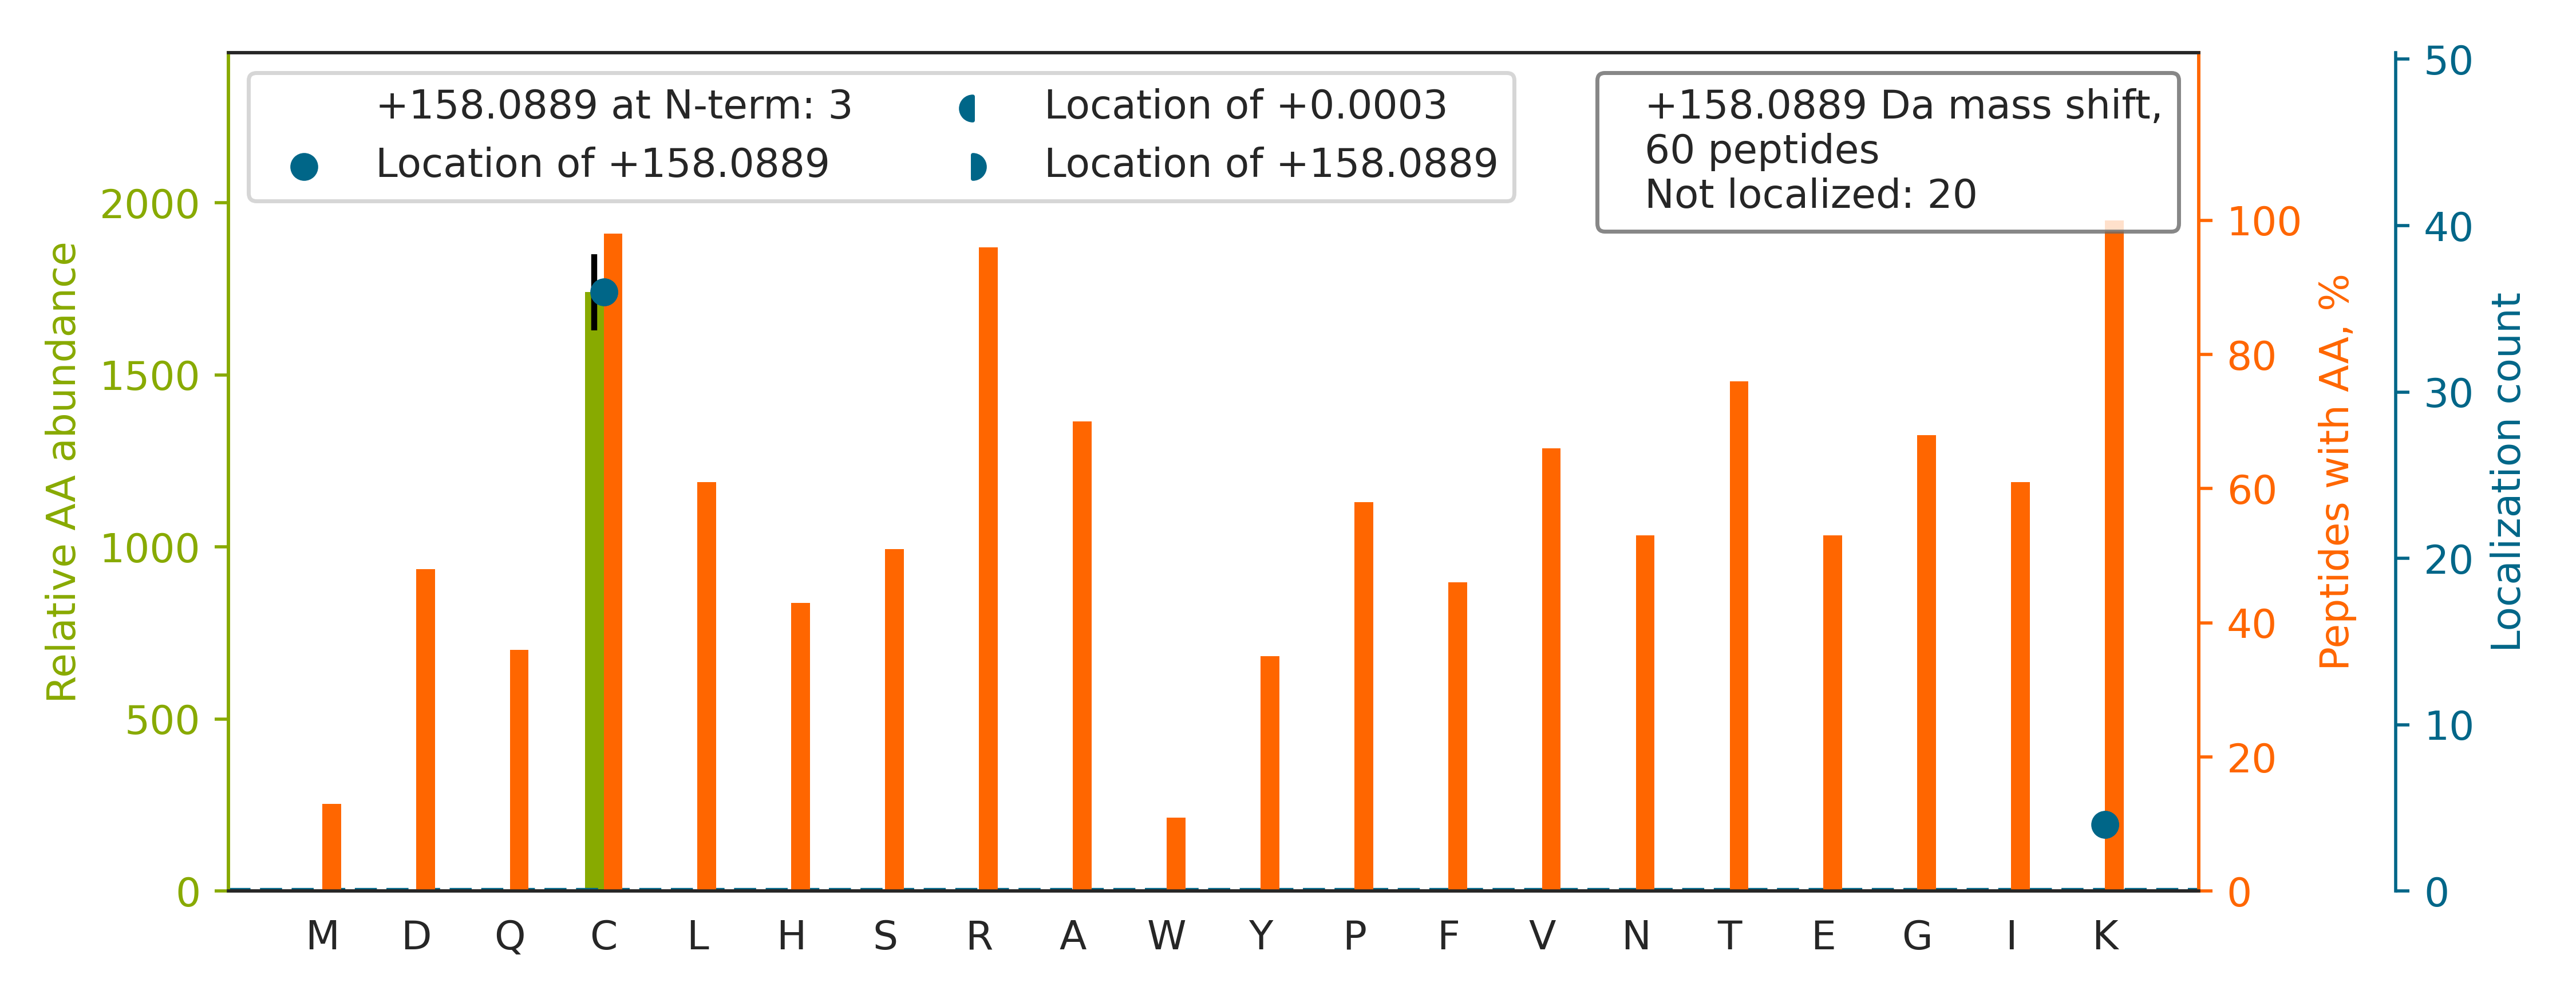 +158.0889 at N-term: 3
Location of +158.0889
Location of +0.0003
Location of +158.0889
+158.0889 Da mass shift,
60 peptides
Not localized: 20
Relative AA abundance
2000
1500
1000
500
0
100
80
60
40
20
0
Peptides with AA, %
50
40
30
20
10
0
Localization count
M D Q C L H S R A W Y P F V N T E G I K